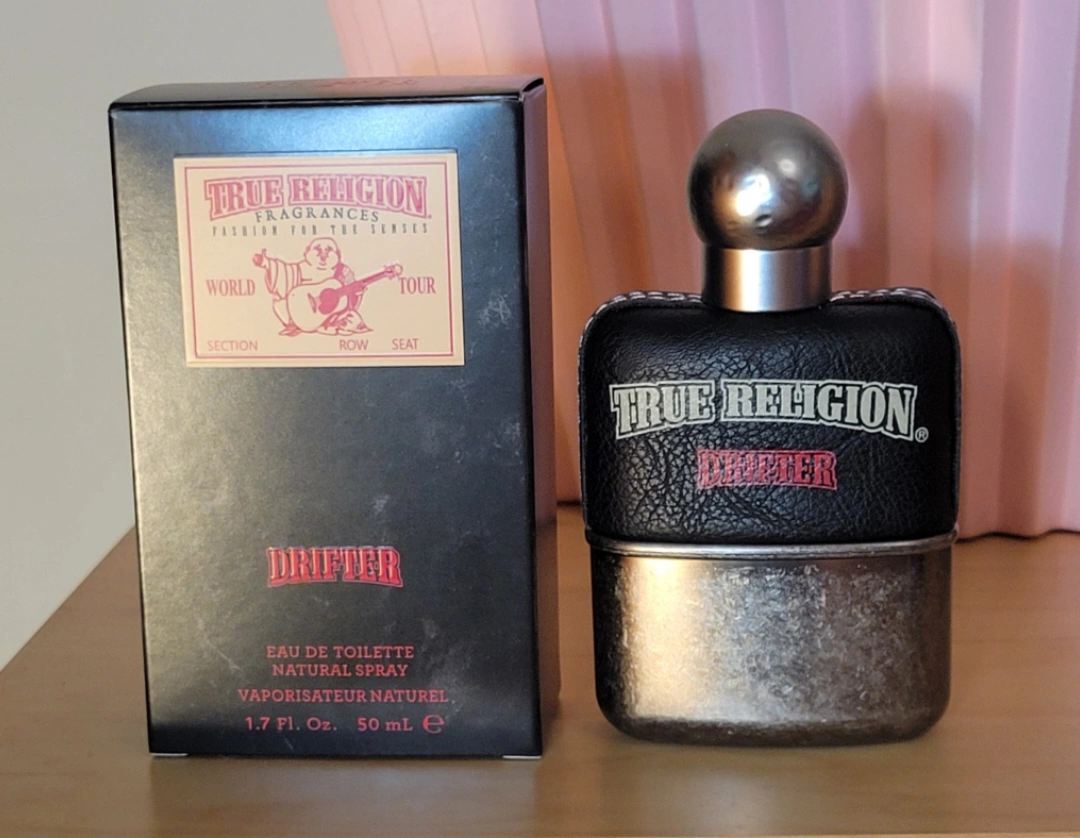 TRUE RELIGION®
FRAGRANCES
FASHION FOR THE SENSES
WORLD TOUR
SECTION ROW SEAT
DRIFTER
EAU DE TOILETTE
NATURAL SPRAY
VAPORISATEUR NATUREL
1.7 Fl. Oz. 50 mL ℮
TRUE RELIGION®
DRIFTER